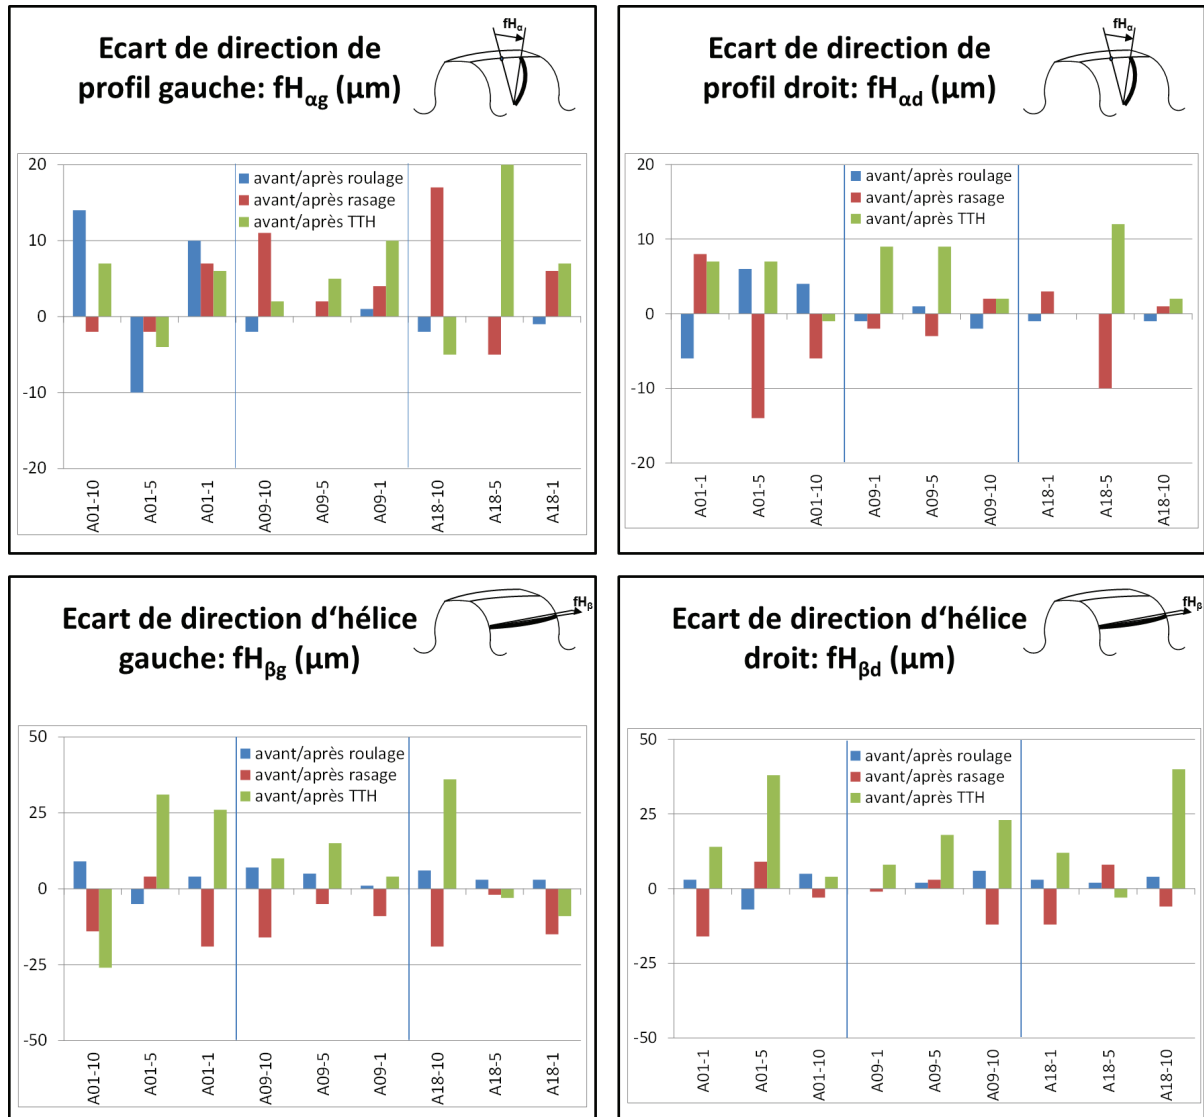 Ecart de direction de
profil gauche: fHαg (µm)
fHα
20
10
0
-10
-20
avant/après roulage
avant/après rasage
avant/après TTH
A01-10
A01-5
A01-1
A09-10
A09-5
A09-1
A18-10
A18-5
A18-1
Ecart de direction de
profil droit: fHαd (µm)
fHα
20
10
0
-10
-20
avant/après roulage
avant/après rasage
avant/après TTH
A01-1
A01-5
A01-10
A09-1
A09-5
A09-10
A18-1
A18-5
A18-10
Ecart de direction d‘hélice
gauche: fHβg (µm)
fHβ
50
25
0
-25
-50
avant/après roulage
avant/après rasage
avant/après TTH
A01-10
A01-5
A01-1
A09-10
A09-5
A09-1
A18-10
A18-5
A18-1
Ecart de direction d‘hélice
droit: fHβd (µm)
fHβ
50
25
0
-25
-50
avant/après roulage
avant/après rasage
avant/après TTH
A01-1
A01-5
A01-10
A09-1
A09-5
A09-10
A18-1
A18-5
A18-10